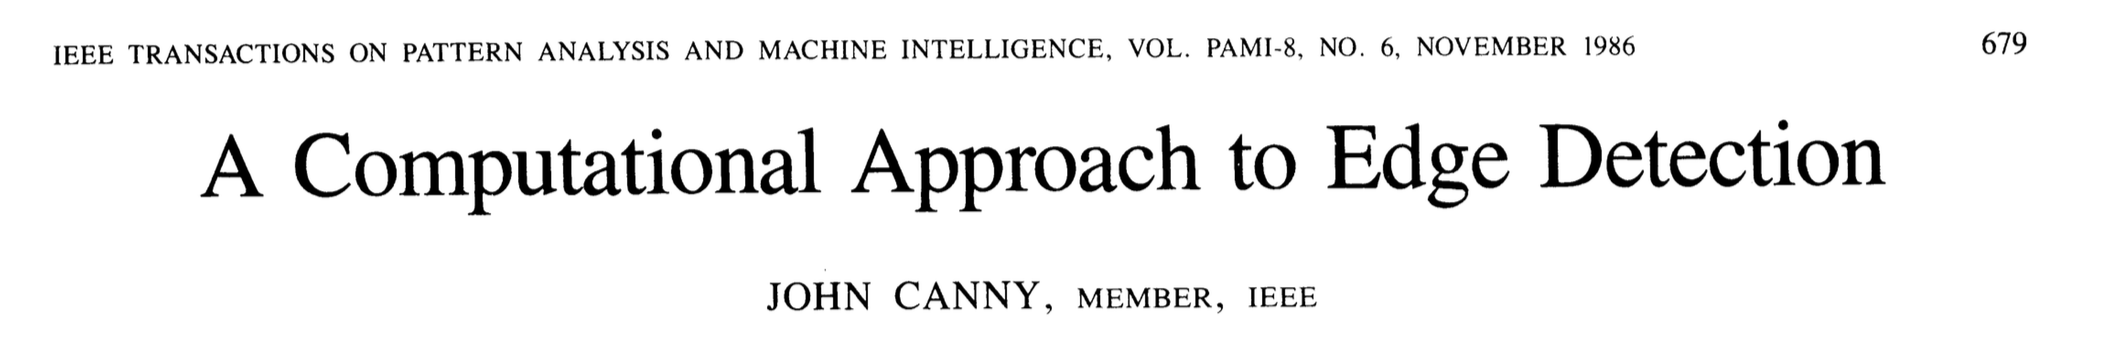 IEEE TRANSACTIONS ON PATTERN ANALYSIS AND MACHINE INTELLIGENCE, VOL. PAMI-8, NO. 6, NOVEMBER 1986 679
A Computational Approach to Edge Detection
JOHN CANNY, MEMBER, IEEE